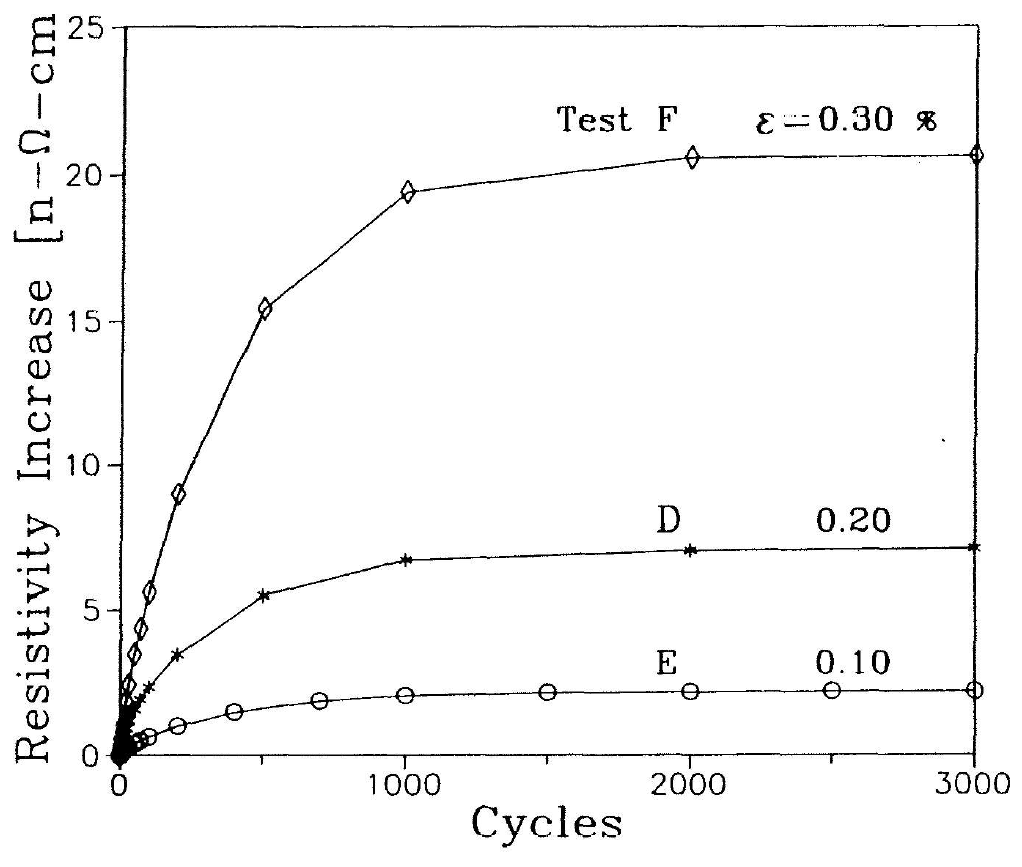 Resistivity Increase [n-Ω-cm
25
20
15
10
5
0
Test F ε=0.30 %
D 0.20
E 0.10
0 1000 2000 3000
Cycles